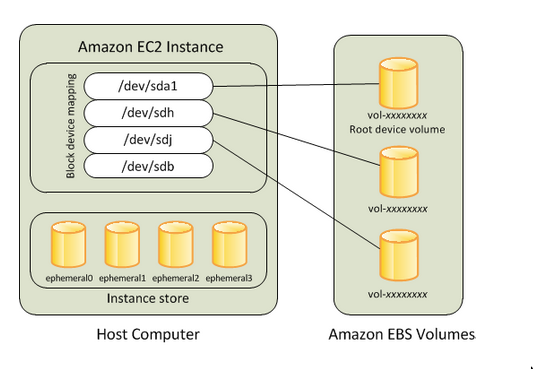 Amazon EC2 Instance
Block device mapping
/dev/sda1
/dev/sdh
/dev/sdj
/dev/sdb
ephemeral0 ephemeral1 ephemeral2 ephemeral3
Instance store
Host Computer
vol-xxxxxxxx
Root device volume
vol-xxxxxxxx
vol-xxxxxxxx
Amazon EBS Volumes